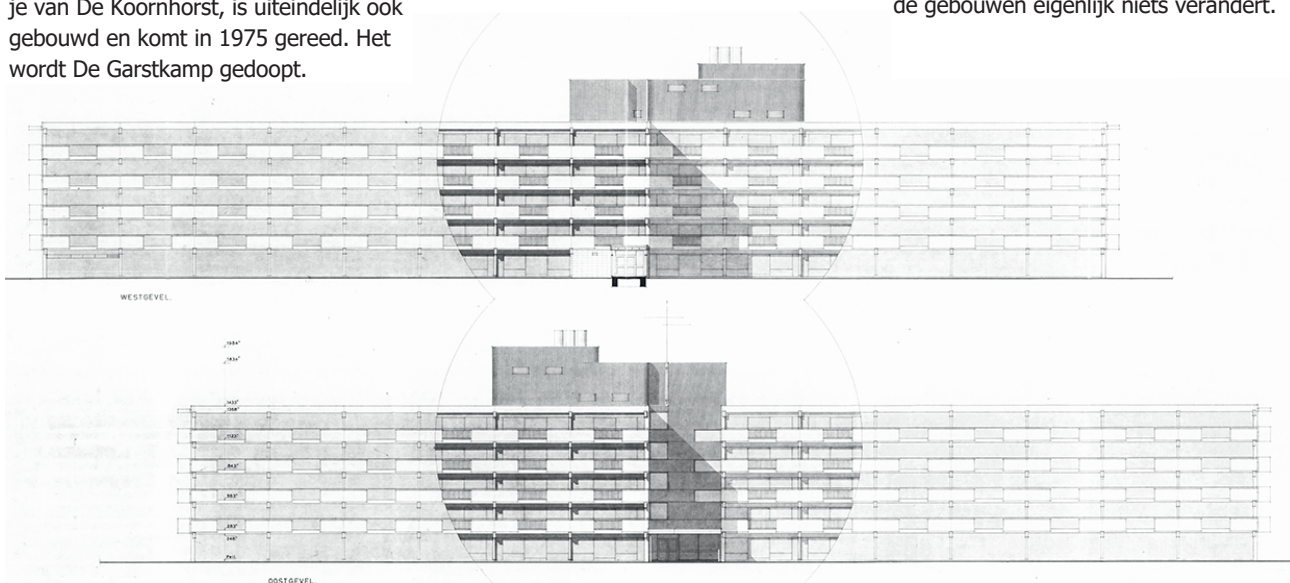 je van De Koornhorst, is uiteindelijk ook
gebouwd en komt in 1975 gereed. Het
wordt De Garstkamp gedoopt.
de gebouwen eigenlijk niets verandert.
WESTGEVEL.
OOSTGEVEL.